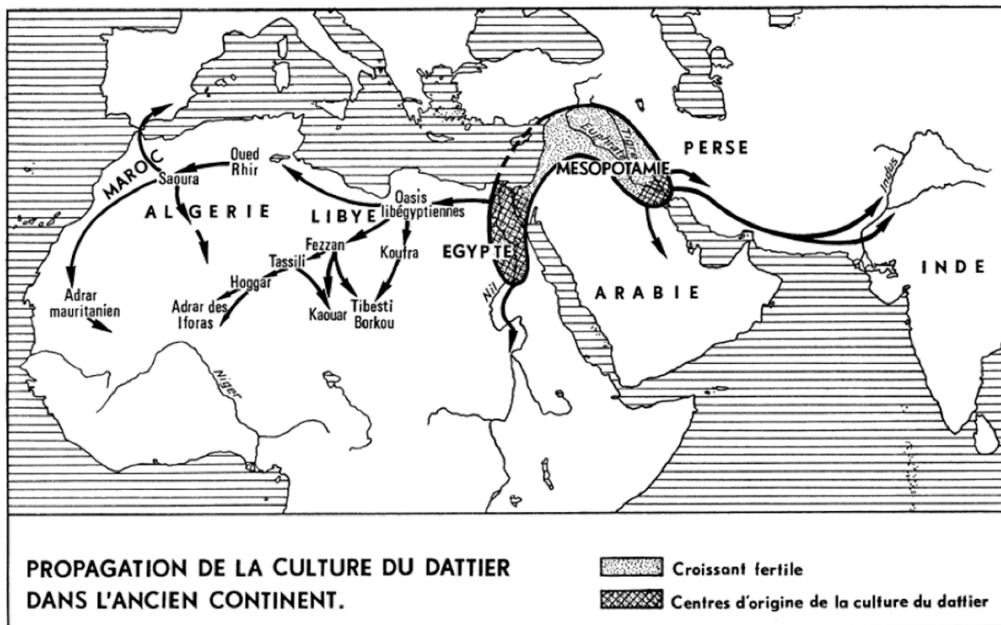 PERSE
Indus
Tigre
Euphrate
MESOPOTAMIE
MAROC
Oued
Rhir
Saoura
ALGERIE
LIBYE
Oasis
libégyptiennes
Fezzan
Koufra
EGYPTE
Tassili
Hoggar
INDE
Nil
ARABIE
Adrar
mauritanien
Adrar des
Iforas
Kaouar
Tibesti
Borkou
Niger
PROPAGATION DE LA CULTURE DU DATTIER
DANS L'ANCIEN CONTINENT.
Croissant fertile
Centres d'origine de la culture du dattier